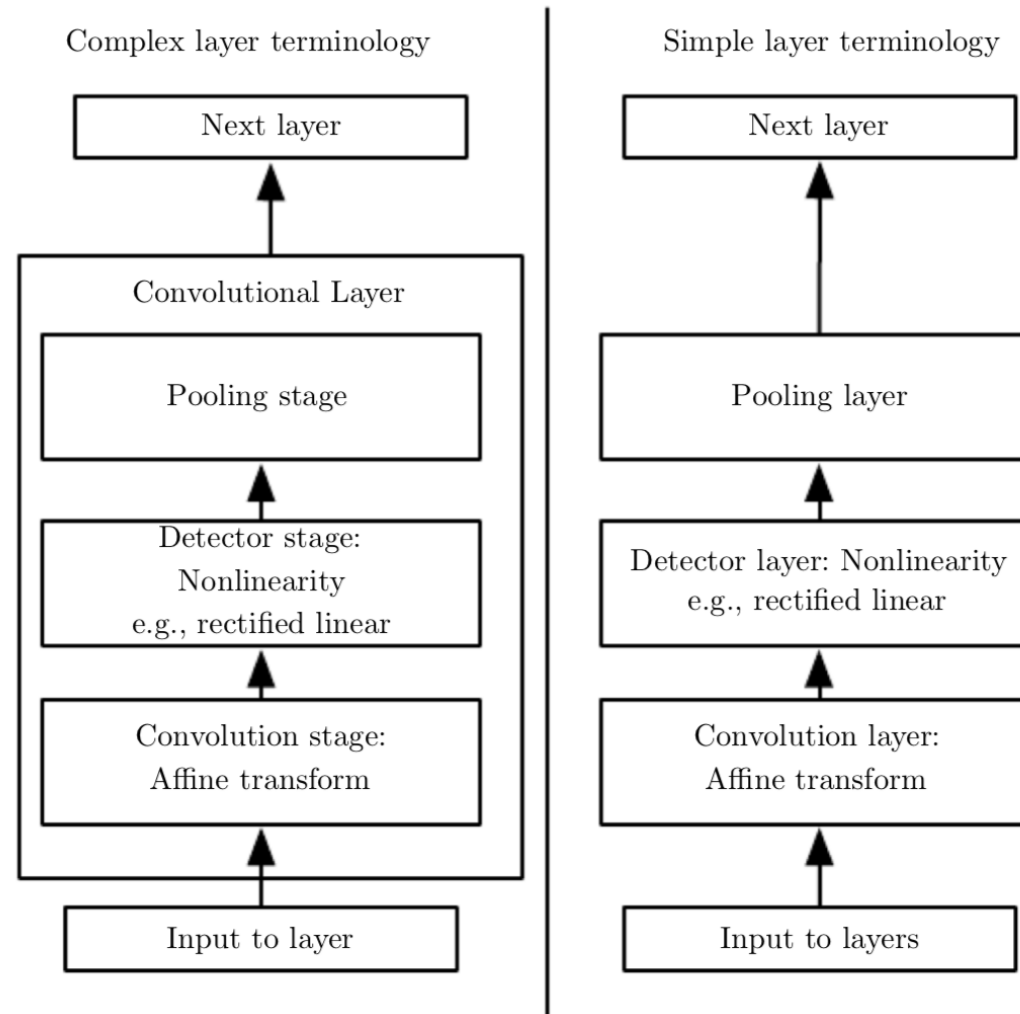 Complex layer terminology
Next layer
Convolutional Layer
Pooling stage
Detector stage:
Nonlinearity
e.g., rectified linear
Convolution stage:
Affine transform
Input to layer
Simple layer terminology
Next layer
Pooling layer
Detector layer: Nonlinearity
e.g., rectified linear
Convolution layer:
Affine transform
Input to layers